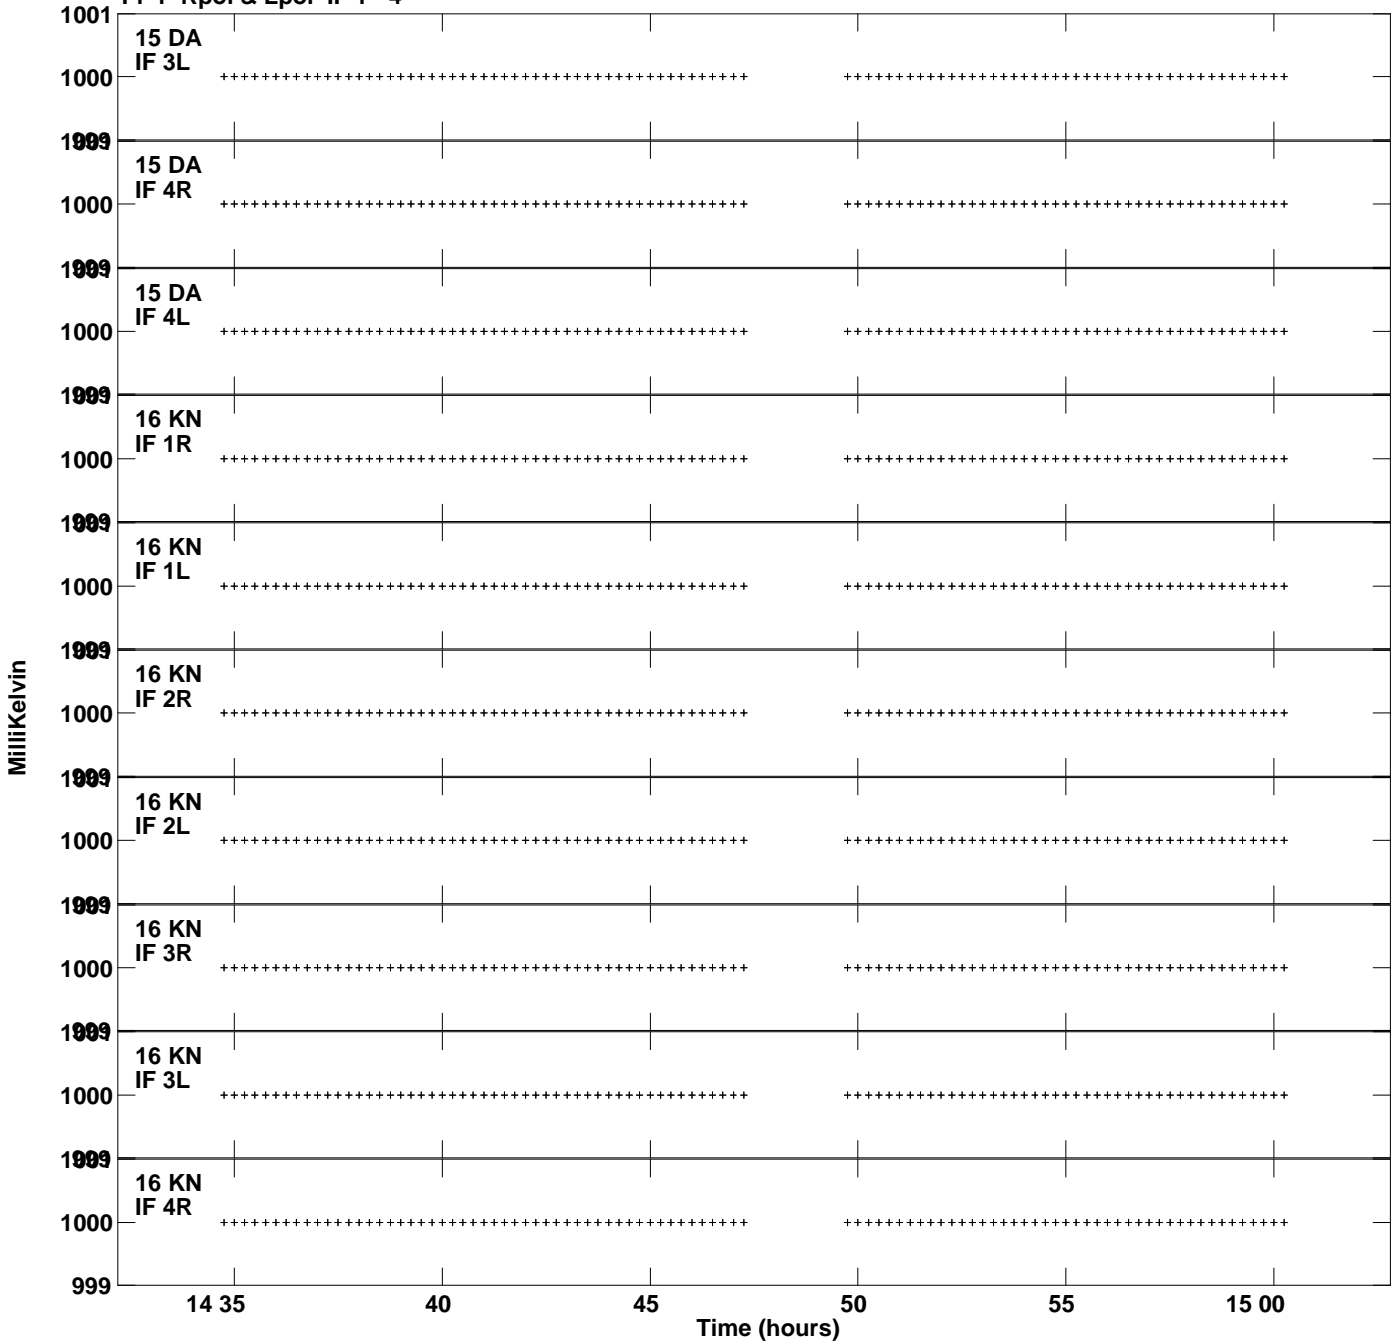 1001
15 DA
IF 3L
1000
15 DA
IF 4R
1000
15 DA
IF 4L
1000
16 KN
IF 1R
1000
16 KN
IF 1L
1000
16 KN
IF 2R
1000
16 KN
IF 2L
1000
16 KN
IF 3R
1000
16 KN
IF 3L
1000
16 KN
IF 4R
1000
999
MilliKelvin
14 35 40 45 50 55 15 00
Time (hours)